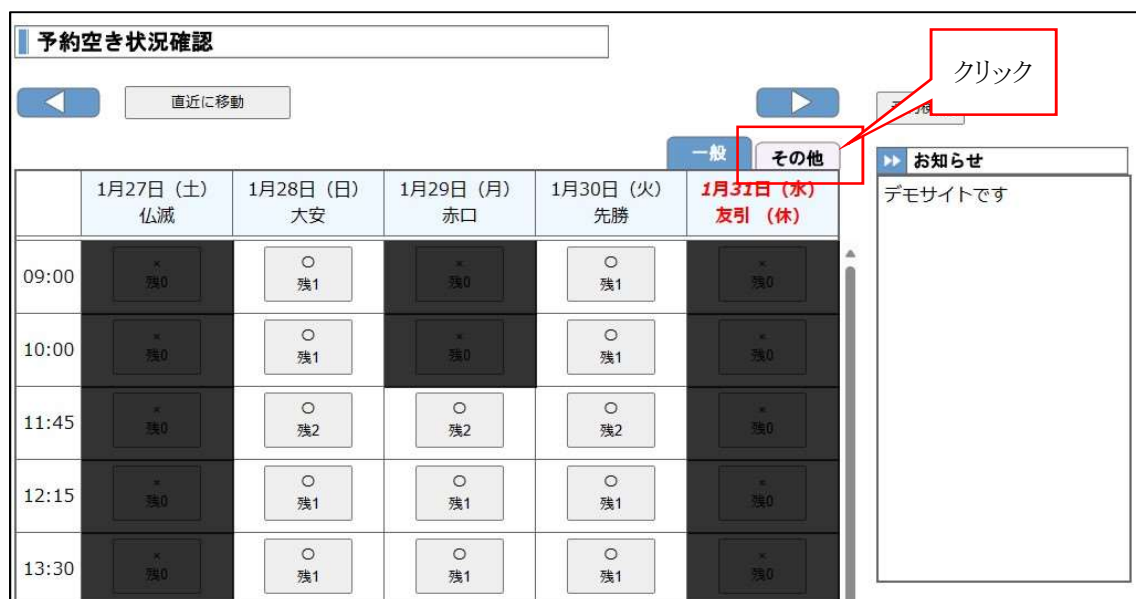 予約空き状況確認
クリック
直近に移動
一般 その他
お知らせ
デモサイトです
1月27日（土） 1月28日（日） 1月29日（月） 1月30日（火） 1月31日（水）
仏滅 大安 赤口 先勝 友引 （休）
× ○ × ○ ×
09:00 残0 残1 残0 残1 残0
× ○ × ○ ×
10:00 残0 残1 残0 残1 残0
× ○ ○ ○ ×
11:45 残0 残2 残2 残2 残0
× ○ ○ ○ ×
12:15 残0 残1 残1 残1 残0
× ○ ○ ○ ×
13:30 残0 残1 残1 残1 残0